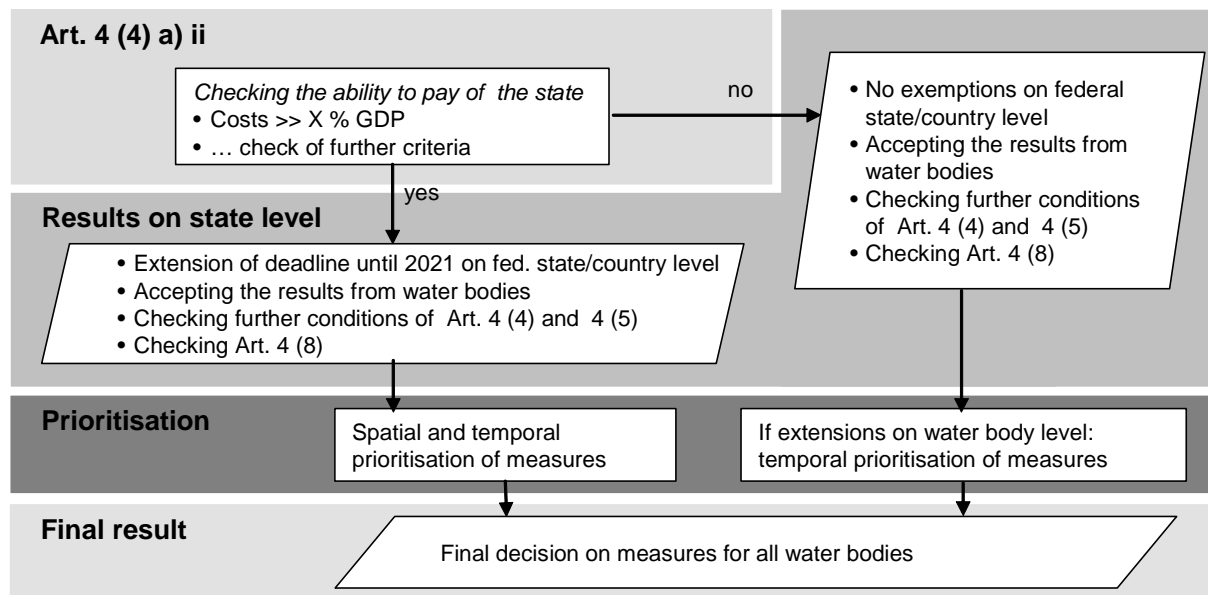 Art. 4 (4) a) ii
Checking the ability to pay of the state
• Costs >> X % GDP
• … check of further criteria
no
yes
• No exemptions on federal
state/country level
• Accepting the results from
water bodies
• Checking further conditions
of Art. 4 (4) and 4 (5)
• Checking Art. 4 (8)
Results on state level
• Extension of deadline until 2021 on fed. state/country level
• Accepting the results from water bodies
• Checking further conditions of Art. 4 (4) and 4 (5)
• Checking Art. 4 (8)
Prioritisation
Spatial and temporal
prioritisation of measures
If extensions on water body level:
temporal prioritisation of measures
Final result
Final decision on measures for all water bodies